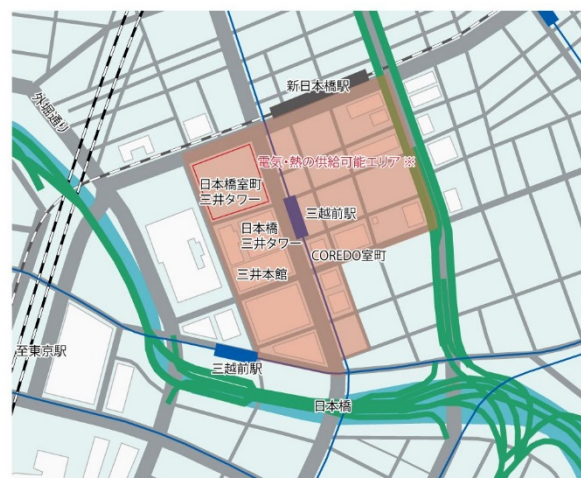 新日本橋駅
外堀通り
電気・熱の供給可能エリア ※
日本橋室町
三井タワー
三越前駅
日本橋
三井タワー
COREDO室町
三井本館
至東京駅
三越前駅
日本橋